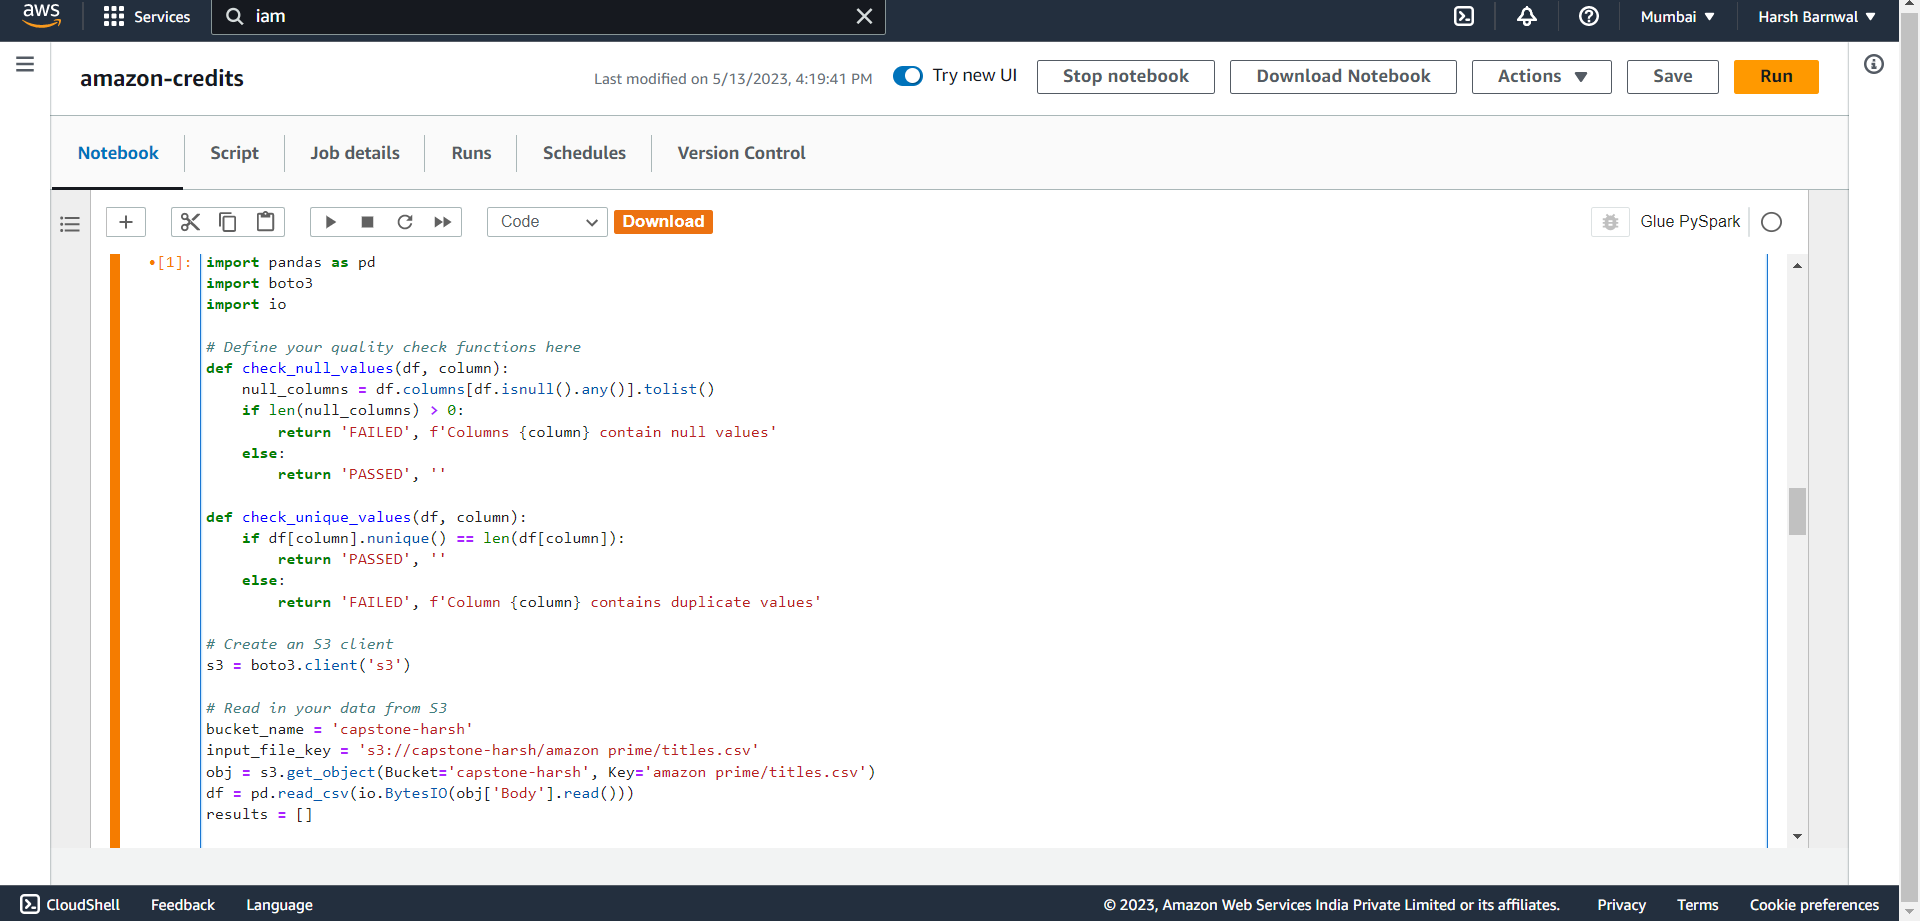 aws Services iam Mumbai ▼ Harsh Barnwal ▼
amazon-credits Last modified on 5/13/2023, 4:19:41 PM Try new UI Stop notebook Download Notebook Actions ▼ Save Run
Notebook Script Job details Runs Schedules Version Control
Code Download Glue PySpark
•[1]: import pandas as pd
import boto3
import io
# Define your quality check functions here
def check_null_values(df, column):
    null_columns = df.columns[df.isnull().any()].tolist()
    if len(null_columns) > 0:
        return 'FAILED', f'Columns {column} contain null values'
    else:
        return 'PASSED', ''
def check_unique_values(df, column):
    if df[column].nunique() == len(df[column]):
        return 'PASSED', ''
    else:
        return 'FAILED', f'Column {column} contains duplicate values'
# Create an S3 client
s3 = boto3.client('s3')
# Read in your data from S3
bucket_name = 'capstone-harsh'
input_file_key = 's3://capstone-harsh/amazon prime/titles.csv'
obj = s3.get_object(Bucket='capstone-harsh', Key='amazon prime/titles.csv')
df = pd.read_csv(io.BytesIO(obj['Body'].read()))
results = []
CloudShell Feedback Language © 2023, Amazon Web Services India Private Limited or its affiliates. Privacy Terms Cookie preferences